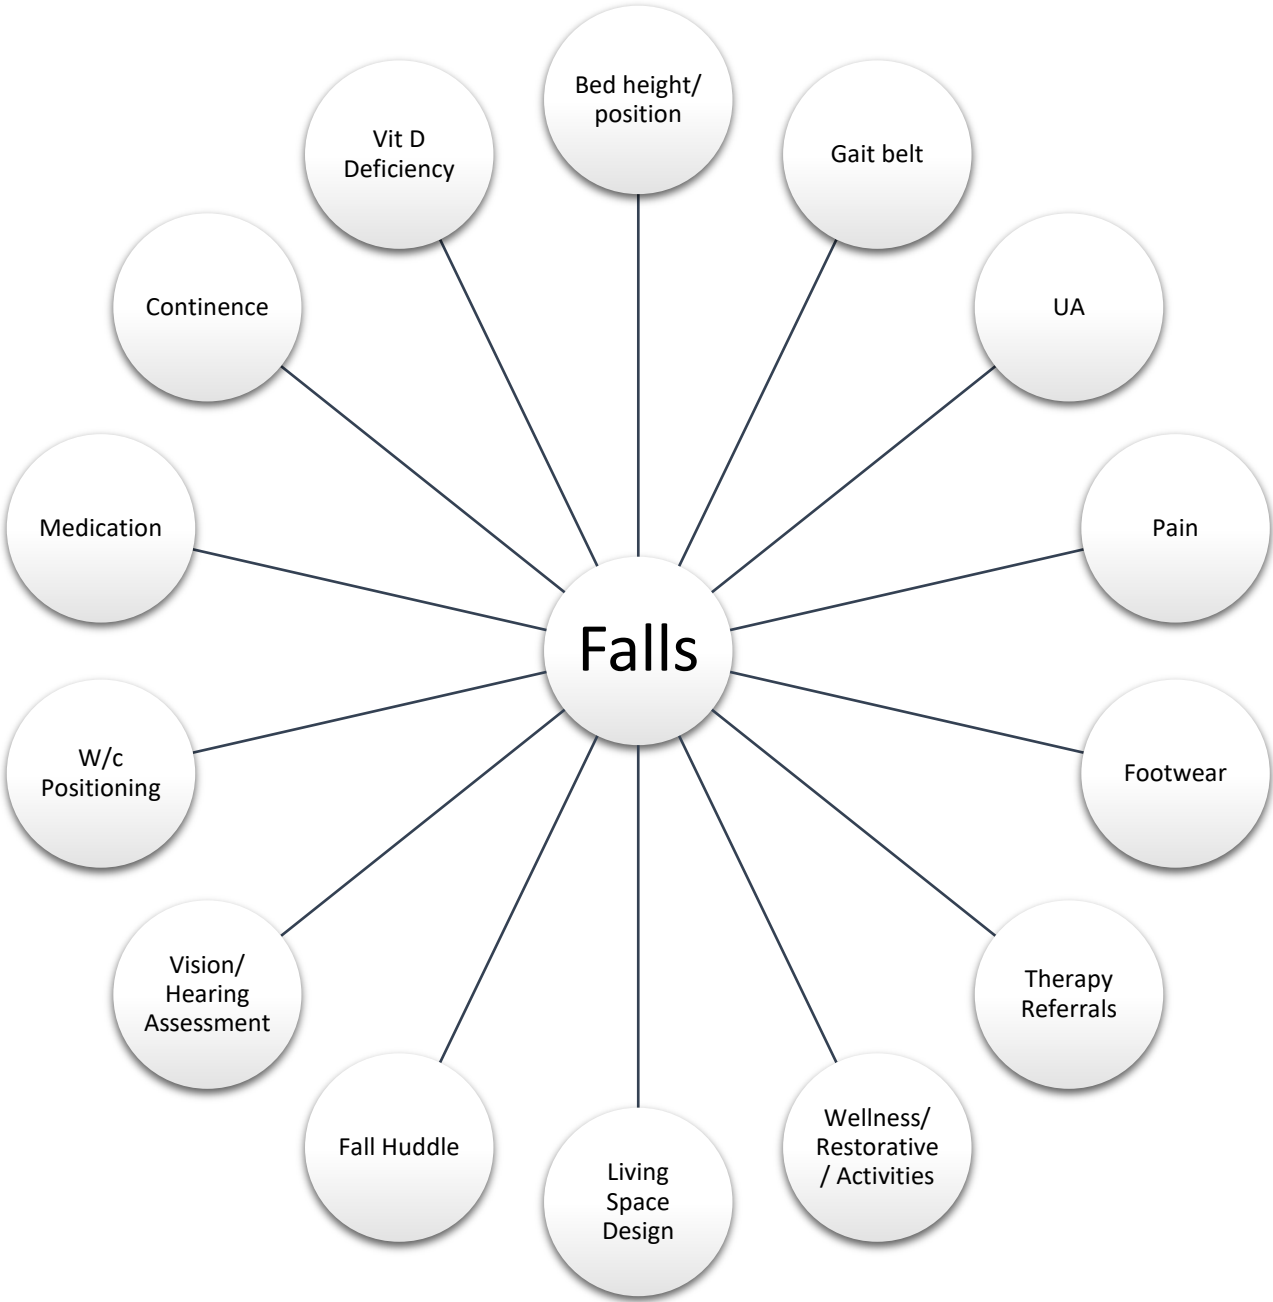 Bed height/
position
Gait belt
UA
Pain
Footwear
Therapy
Referrals
Wellness/
Restorative
/ Activities
Living
Space
Design
Fall Huddle
Vision/
Hearing
Assessment
W/c
Positioning
Medication
Continence
Vit D
Deficiency
Falls